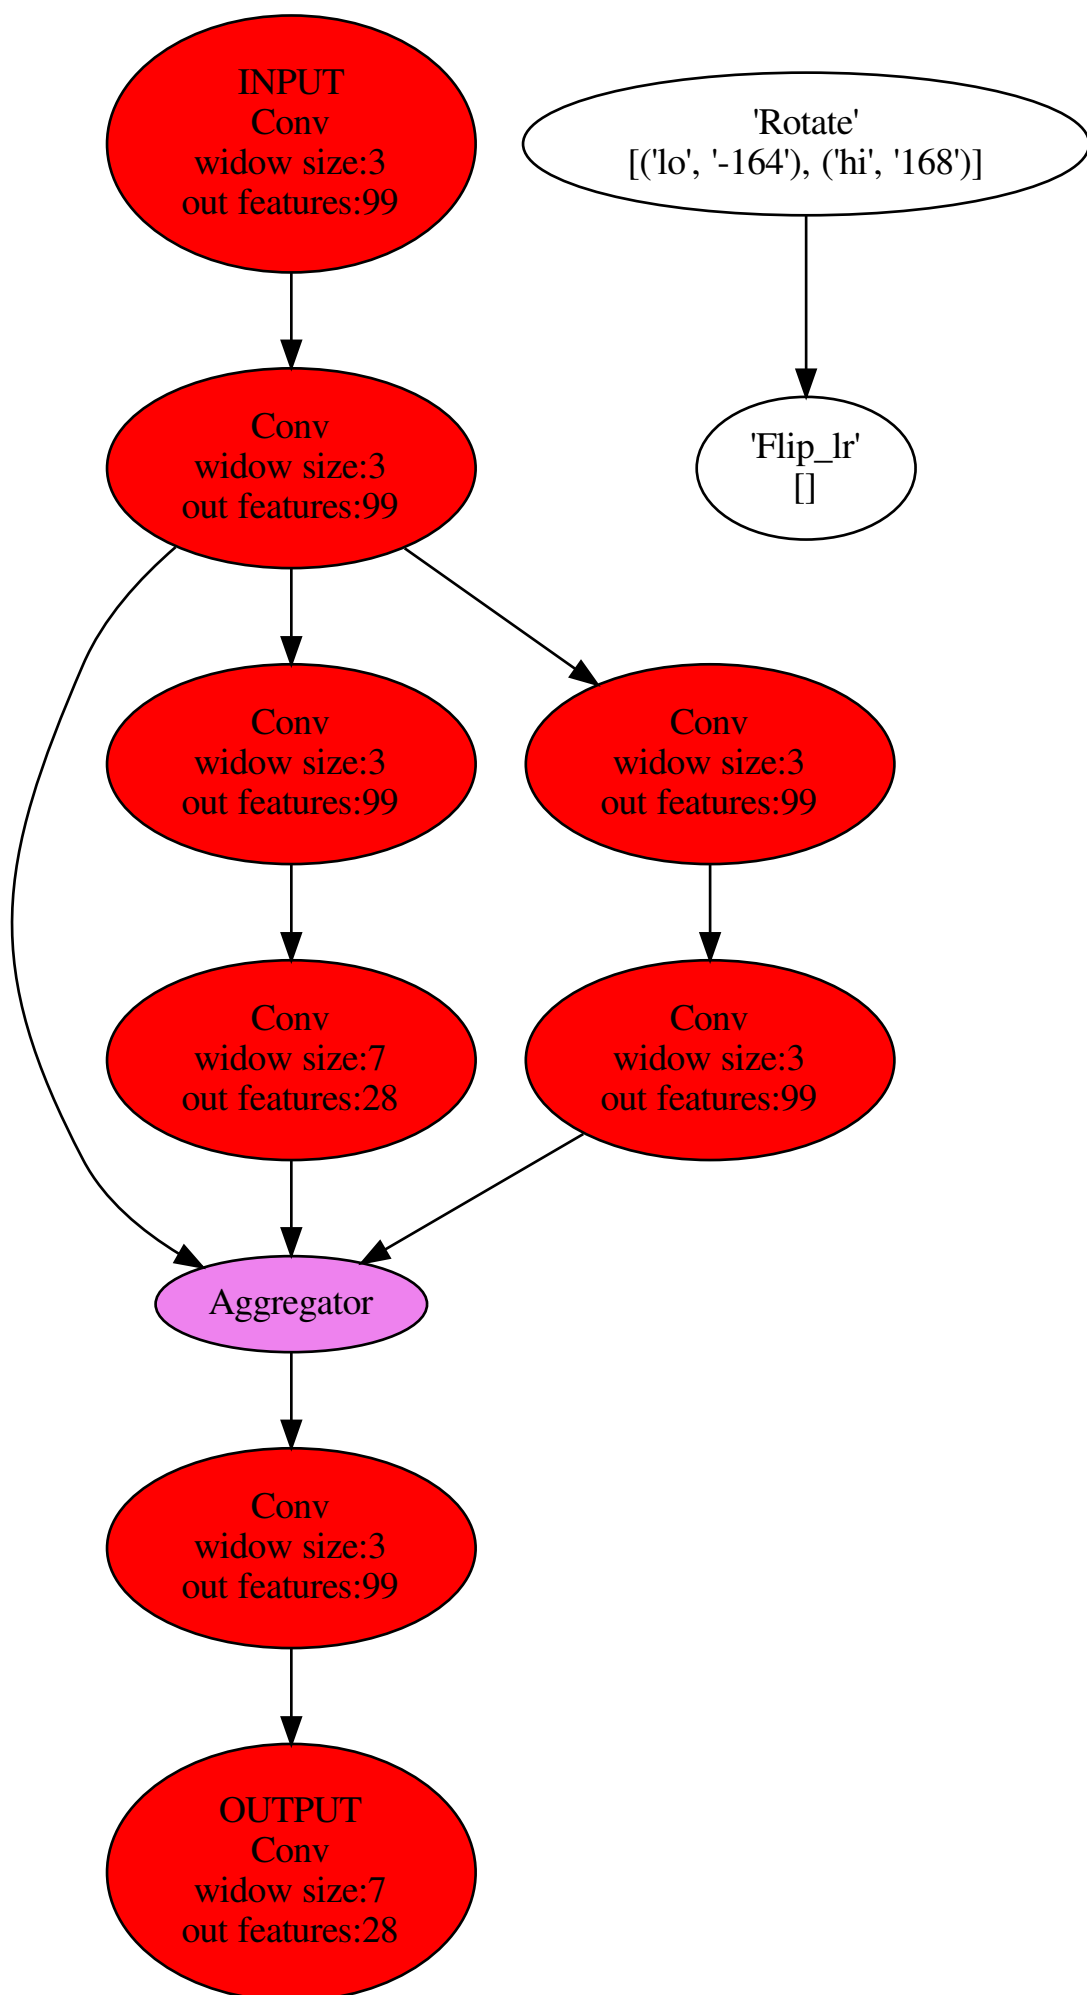 INPUT
Conv
widow size:3
out features:99
'Rotate'
[('lo', '-164'), ('hi', '168')]
Conv
widow size:3
out features:99
'Flip_lr'
[]
Conv
widow size:3
out features:99
Conv
widow size:3
out features:99
Conv
widow size:7
out features:28
Conv
widow size:3
out features:99
Aggregator
Conv
widow size:3
out features:99
OUTPUT
Conv
widow size:7
out features:28